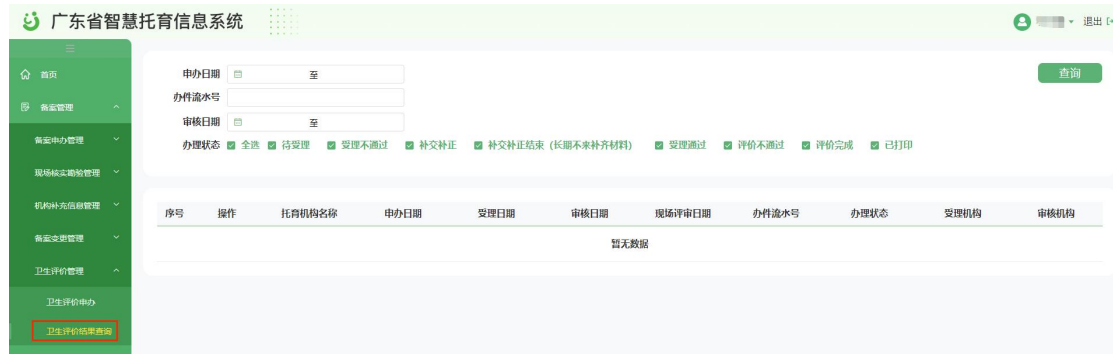 广东省智慧托育信息系统
退出
首页
备案管理
备案申办管理
现场核实勘验管理
机构补充信息管理
备案变更管理
卫生评价管理
卫生评价申办
卫生评价结果查询
申办日期 至
查询
办件流水号
审核日期 至
办理状态 全选 待受理 受理不通过 补交补正 补交补正结束（长期不来补齐材料） 受理通过 评价不通过 评价完成 已打印
序号 操作 托育机构名称 申办日期 受理日期 审核日期 现场评审日期 办件流水号 办理状态 受理机构 审核机构
暂无数据